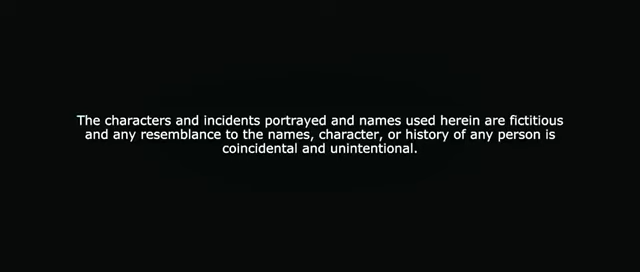 The characters and incidents portrayed and names used herein are fictitious
and any resemblance to the names, character, or history of any person is
coincidental and unintentional.